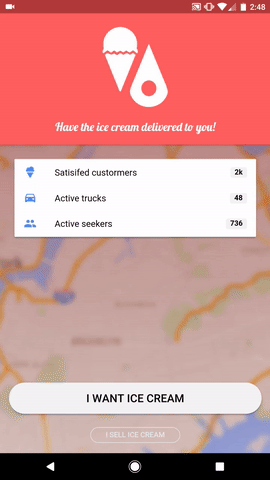 2:48
Have the ice cream delivered to you!
Satisifed custormers 2k
Active trucks 48
Active seekers 736
BROOKLYN
I WANT ICE CREAM
I SELL ICE CREAM